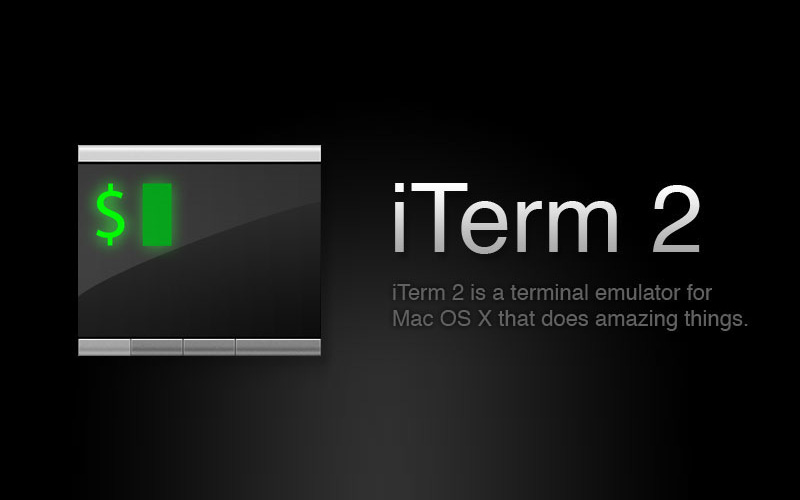 $
iTerm 2
iTerm 2 is a terminal emulator for
Mac OS X that does amazing things.